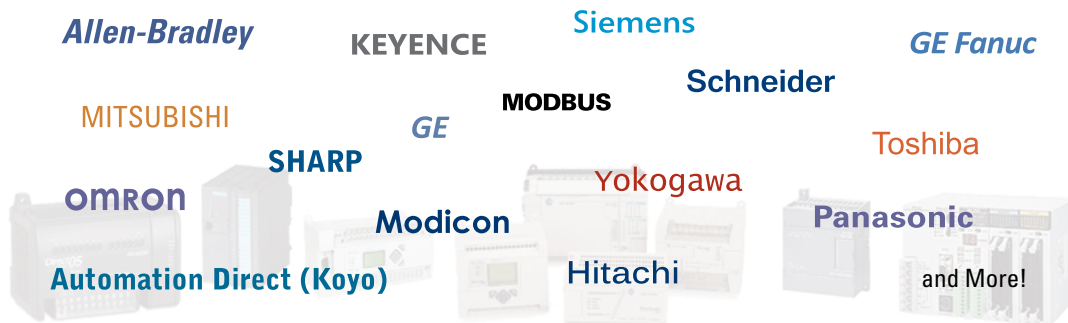 Allen-Bradley
KEYENCE
Siemens
GE Fanuc
Schneider
MODBUS
MITSUBISHI
GE
Toshiba
SHARP
Yokogawa
OMRON
Modicon
Panasonic
Automation Direct (Koyo)
Hitachi
and More!